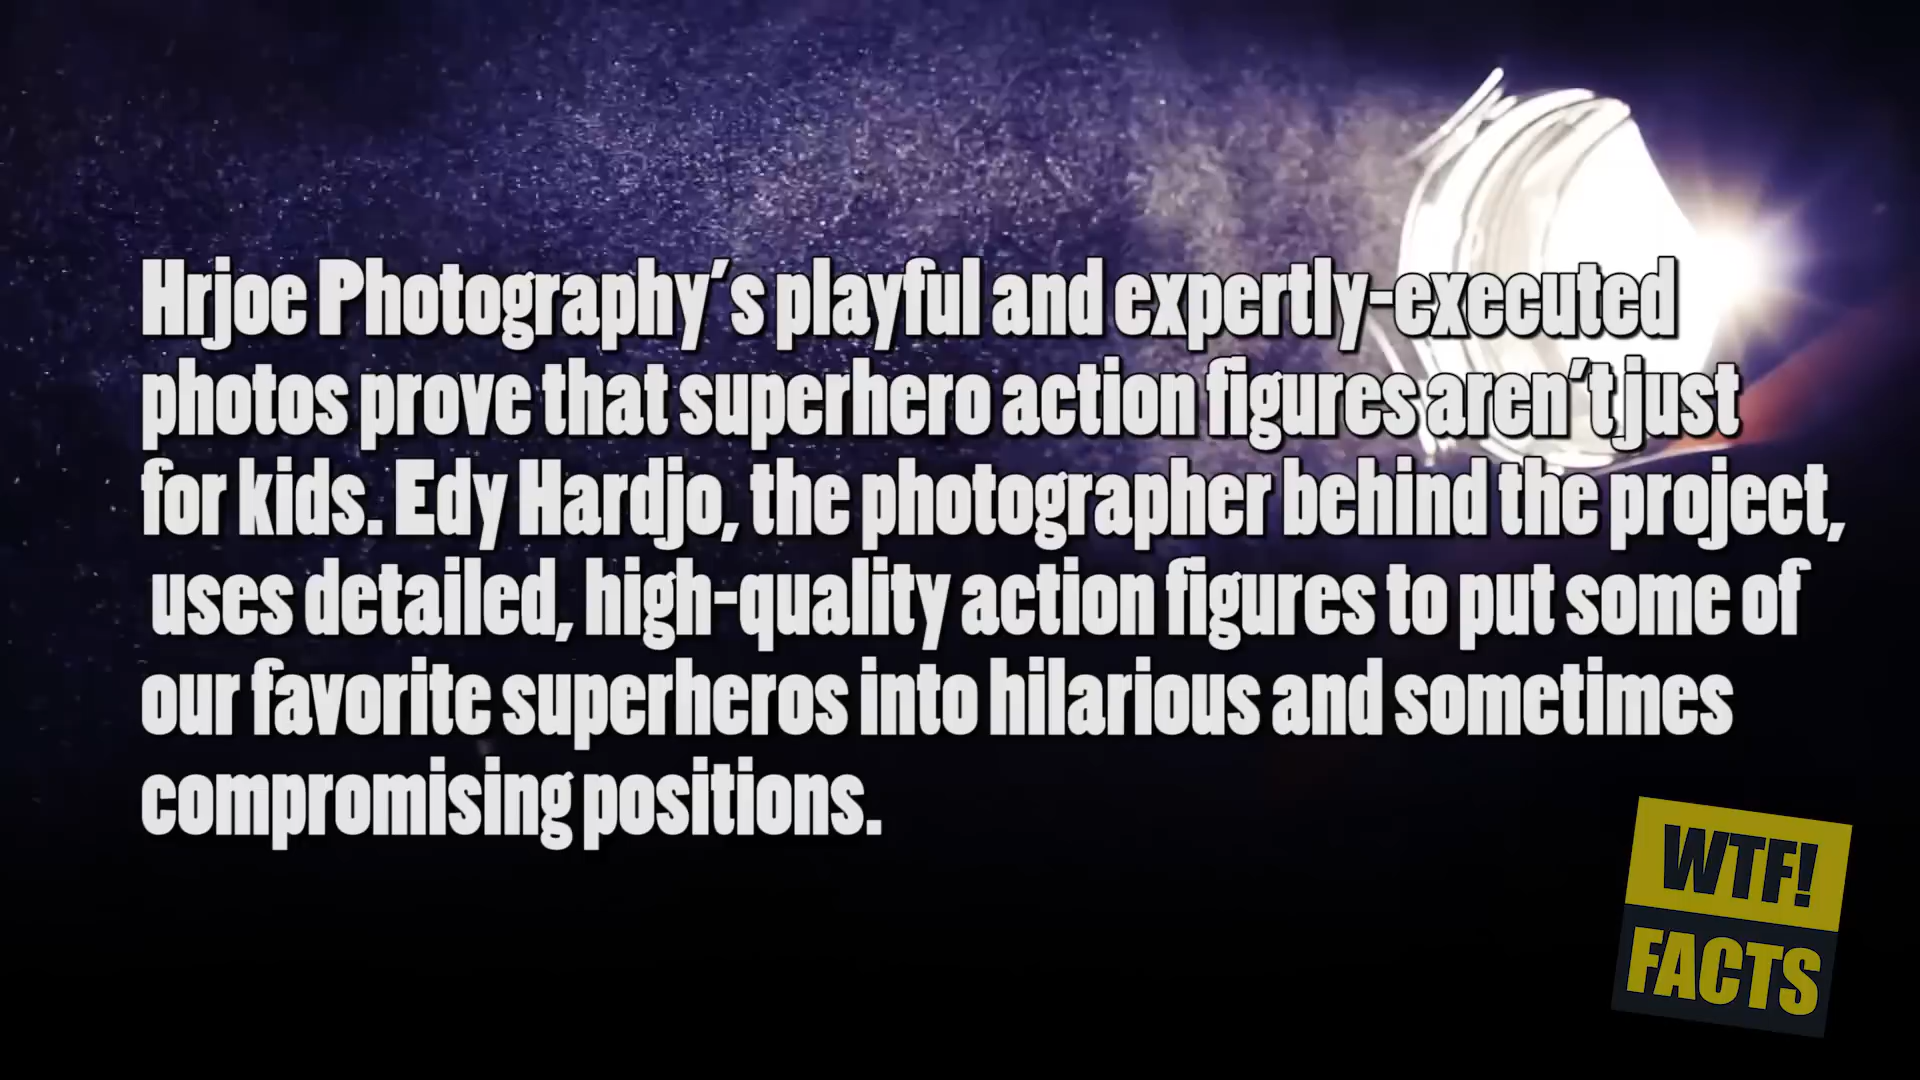 Hrjoe Photography's playful and expertly-executed
photos prove that superhero action figures aren't just
for kids. Edy Hardjo, the photographer behind the project,
uses detailed, high-quality action figures to put some of
our favorite superheros into hilarious and sometimes
compromising positions.
WTF!
FACTS